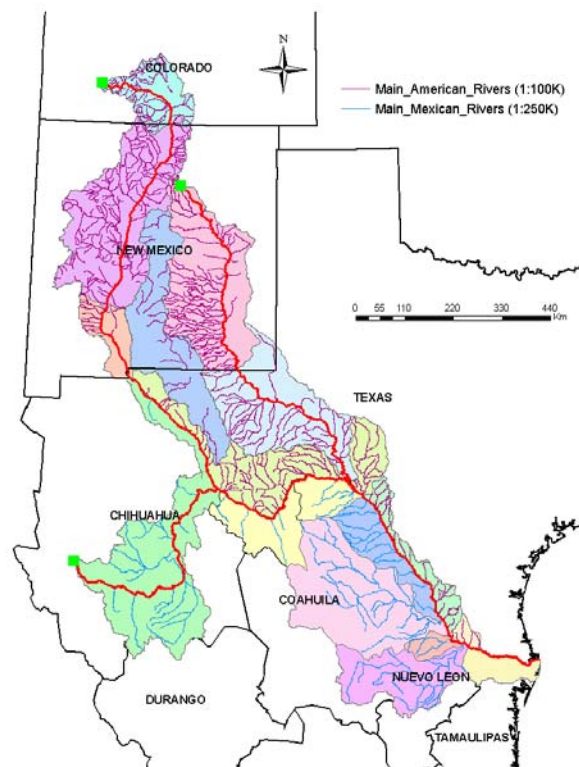 COLORADO
N
Main_American_Rivers (1:100K)
Main_Mexican_Rivers (1:250K)
NEW MEXICO
0 55 110 220 330 440
Km
TEXAS
CHIHUAHUA
COAHUILA
NUEVO LEON
DURANGO
TAMAULIPAS